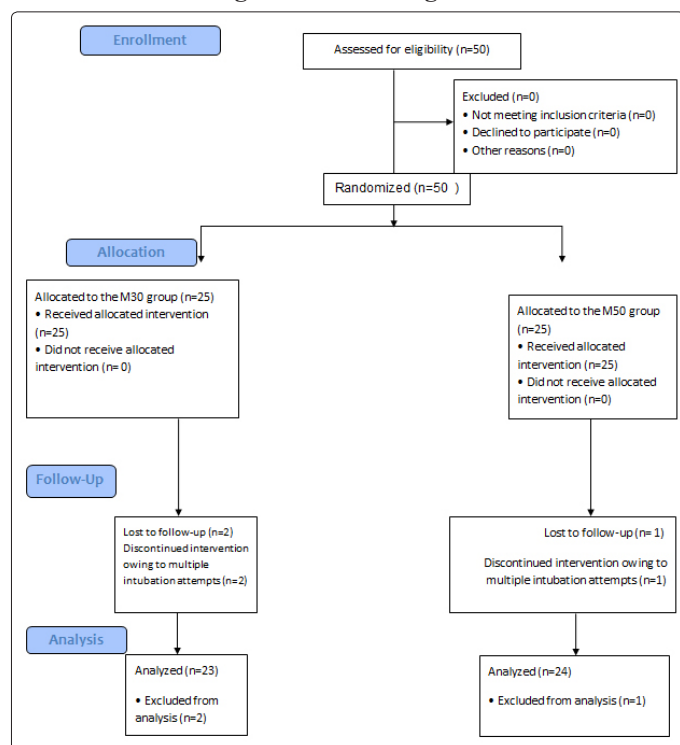 Enrollment
Assessed for eligibility (n=50)
Excluded (n=0)
• Not meeting inclusion criteria (n=0)
• Declined to participate (n=0)
• Other reasons (n=0)
Randomized (n=50 )
Allocation
Allocated to the M30 group (n=25)
• Received allocated intervention
(n=25)
• Did not receive allocated
intervention (n= 0)
Allocated to the M50 group
(n=25)
• Received allocated
intervention (n=25)
• Did not receive allocated
intervention (n=0)
Follow-Up
Lost to follow-up (n=2)
Discontinued intervention
owing to multiple
intubation attempts (n=2)
Lost to follow-up (n= 1)
Discontinued intervention owing to
multiple intubation attempts (n=1)
Analysis
Analyzed (n=23)
• Excluded from
analysis (n=2)
Analyzed (n=24)
• Excluded from analysis (n=1)